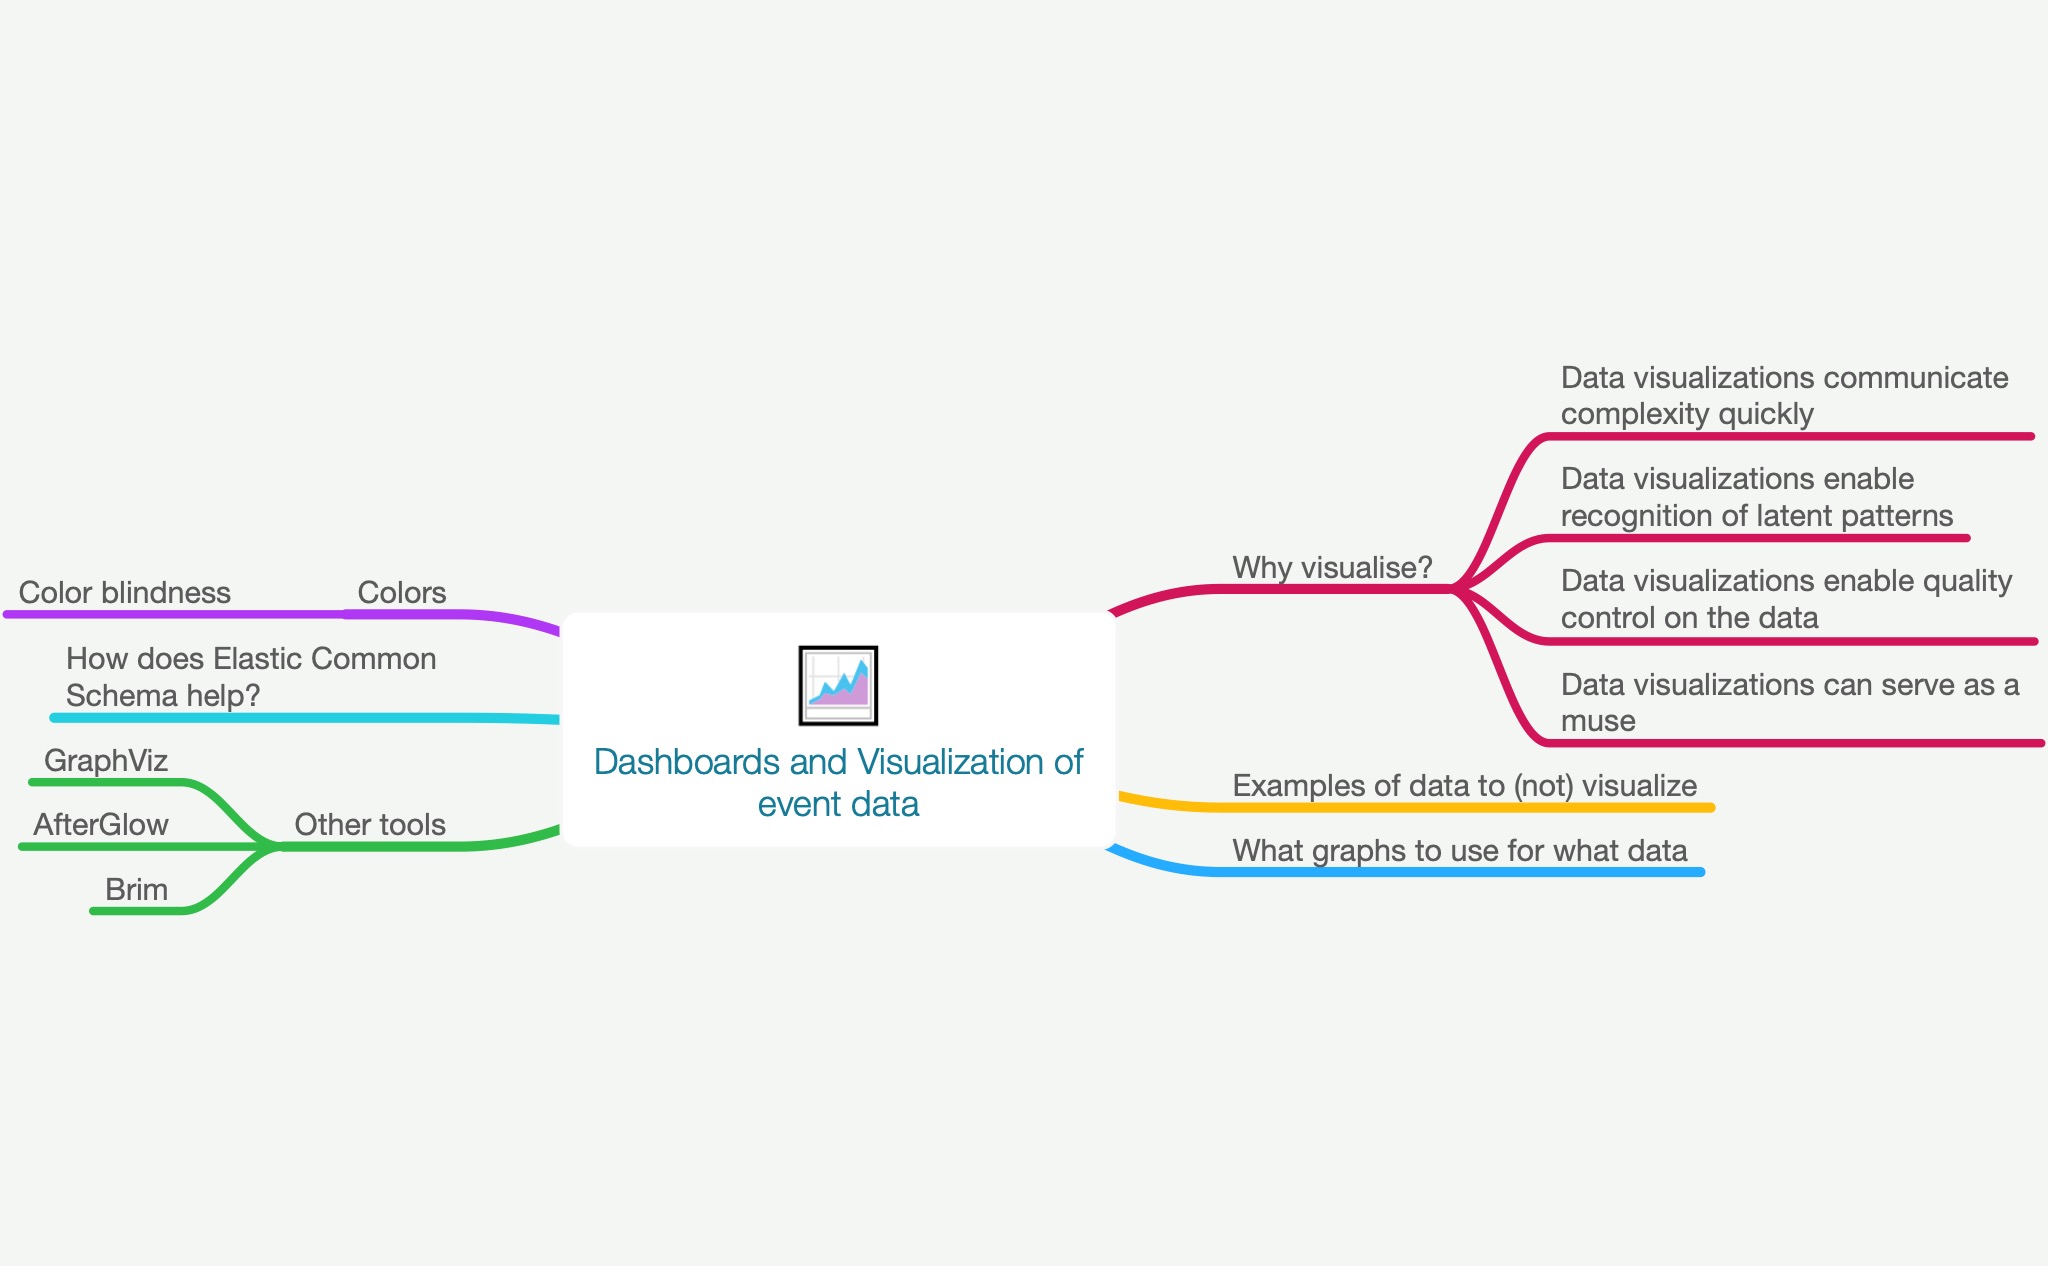 Dashboards and Visualization of
event data
Why visualise?
Data visualizations communicate
complexity quickly
Data visualizations enable
recognition of latent patterns
Data visualizations enable quality
control on the data
Data visualizations can serve as a
muse
Examples of data to (not) visualize
What graphs to use for what data
Colors
Color blindness
How does Elastic Common
Schema help?
Other tools
GraphViz
AfterGlow
Brim